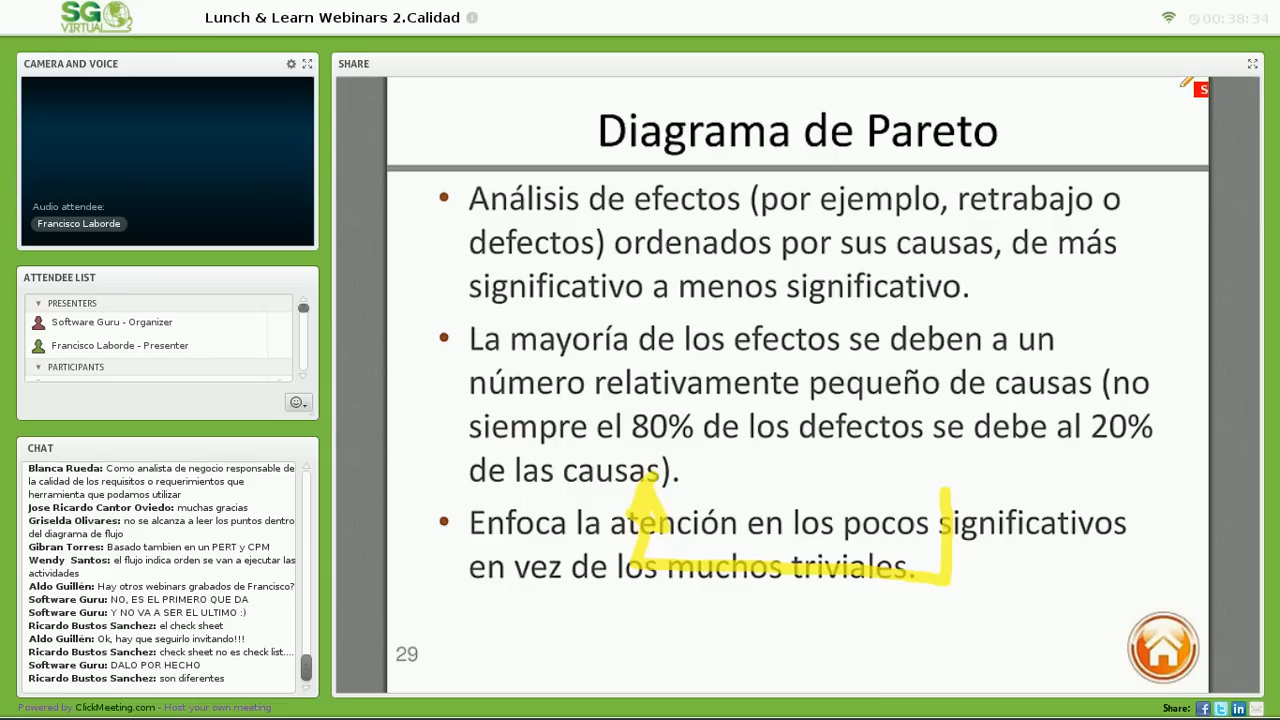 SG VIRTUAL
Lunch & Learn Webinars 2.Calidad
00:38:34
CAMERA AND VOICE
Audio attendee:
Francisco Laborde
ATTENDEE LIST
PRESENTERS
Software Guru - Organizer
Francisco Laborde - Presenter
PARTICIPANTS
CHAT
Blanca Rueda: Como analista de negocio responsable de
la calidad de los requisitos o requerimientos que
herramienta que podamos utilizar
Jose Ricardo Cantor Oviedo: muchas gracias
Griselda Olivares: no se alcanza a leer los puntos dentro
del diagrama de flujo
Gibran Torres: Basado tambien en un PERT y CPM
Wendy Santos: el flujo indica orden se van a ejecutar las
actividades
Aldo Guillén: Hay otros webinars grabados de Francisco?
Software Guru: NO, ES EL PRIMERO QUE DA
Software Guru: Y NO VA A SER EL ULTIMO :)
Ricardo Bustos Sanchez: el check sheet
Aldo Guillén: Ok, hay que seguirlo invitando!!!
Ricardo Bustos Sanchez: check sheet no es check list....
Software Guru: DALO POR HECHO
Ricardo Bustos Sanchez: son diferentes
SHARE
S
Diagrama de Pareto
• Análisis de efectos (por ejemplo, retrabajo o
defectos) ordenados por sus causas, de más
significativo a menos significativo.
• La mayoría de los efectos se deben a un
número relativamente pequeño de causas (no
siempre el 80% de los defectos se debe al 20%
de las causas).
• Enfoca la atención en los pocos significativos
en vez de los muchos triviales.
29
Powered by ClickMeeting.com - Host your own meeting
Share: